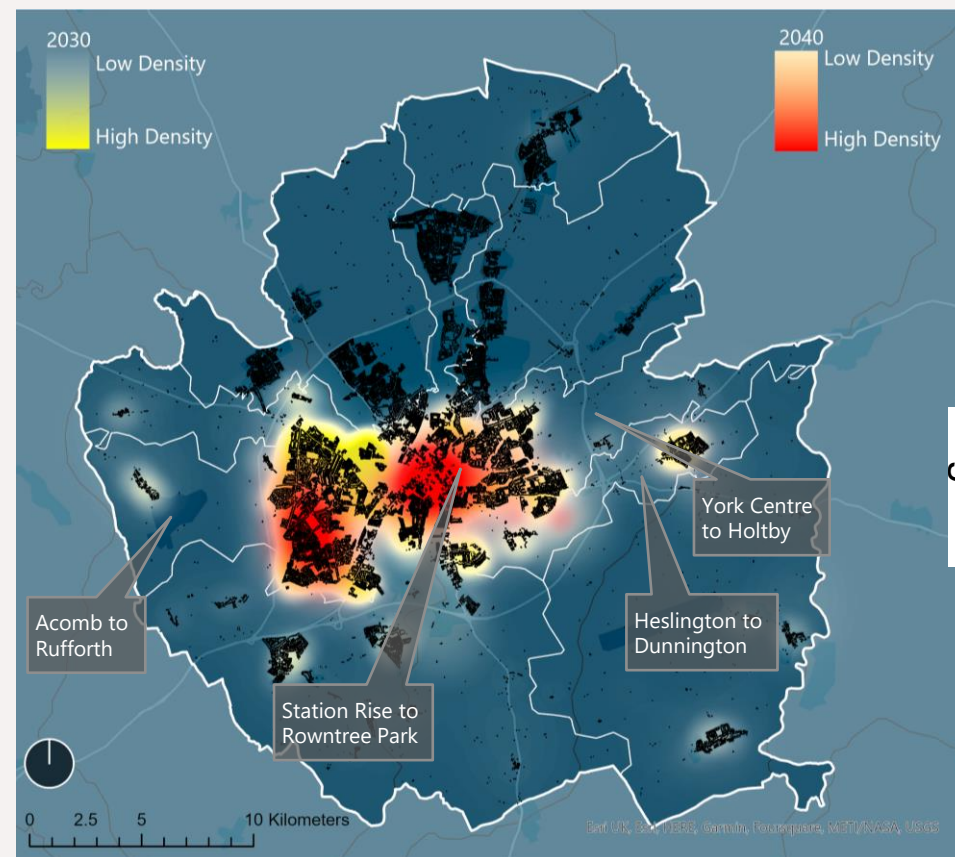 2030
Low Density
High Density
2040
Low Density
High Density
York Centre
to Holtby
Heslington to
Dunnington
Acomb to
Rufforth
Station Rise to
Rowntree Park
0 2.5 5 10 Kilometers
Esri UK, Esri, HERE, Garmin, Foursquare, METI/NASA, USGS